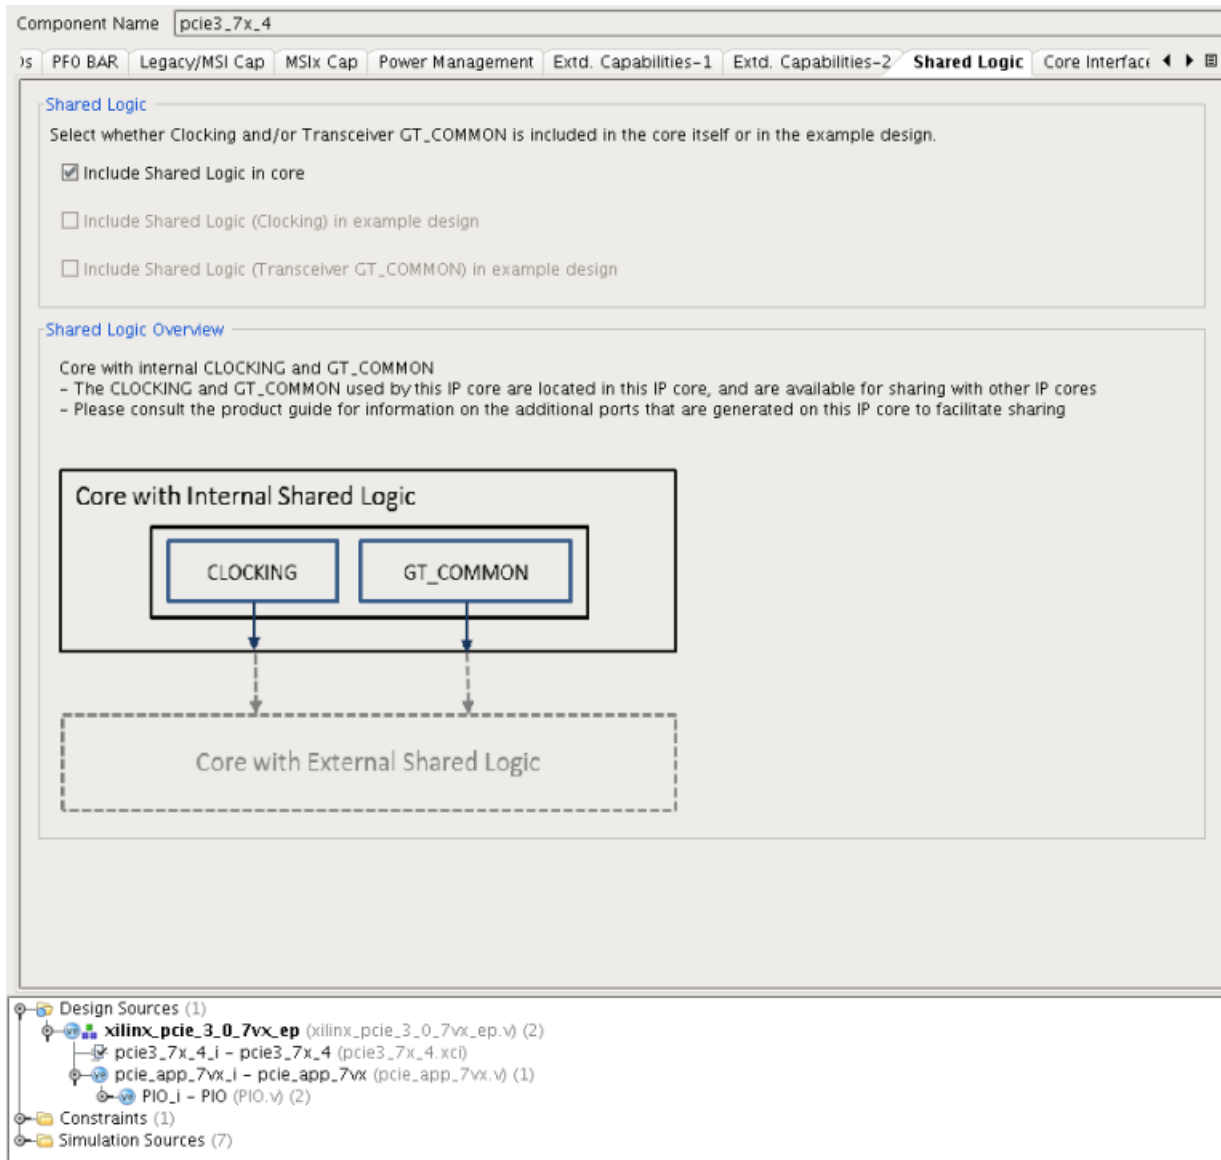 Component Name pcie3_7x_4
)s PF0 BAR Legacy/MSI Cap MSIx Cap Power Management Extd. Capabilities-1 Extd. Capabilities-2 Shared Logic Core Interface
Shared Logic
Select whether Clocking and/or Transceiver GT_COMMON is included in the core itself or in the example design.
Include Shared Logic in core
Include Shared Logic (Clocking) in example design
Include Shared Logic (Transceiver GT_COMMON) in example design
Shared Logic Overview
Core with internal CLOCKING and GT_COMMON
- The CLOCKING and GT_COMMON used by this IP core are located in this IP core, and are available for sharing with other IP cores
- Please consult the product guide for information on the additional ports that are generated on this IP core to facilitate sharing
Core with Internal Shared Logic
CLOCKING GT_COMMON
Core with External Shared Logic
Design Sources (1)
xilinx_pcie_3_0_7vx_ep (xilinx_pcie_3_0_7vx_ep.v) (2)
pcie3_7x_4_i - pcie3_7x_4 (pcie3_7x_4.xci)
pcie_app_7vx_i - pcie_app_7vx (pcie_app_7vx.v) (1)
PIO_i - PIO (PIO.v) (2)
Constraints (1)
Simulation Sources (7)